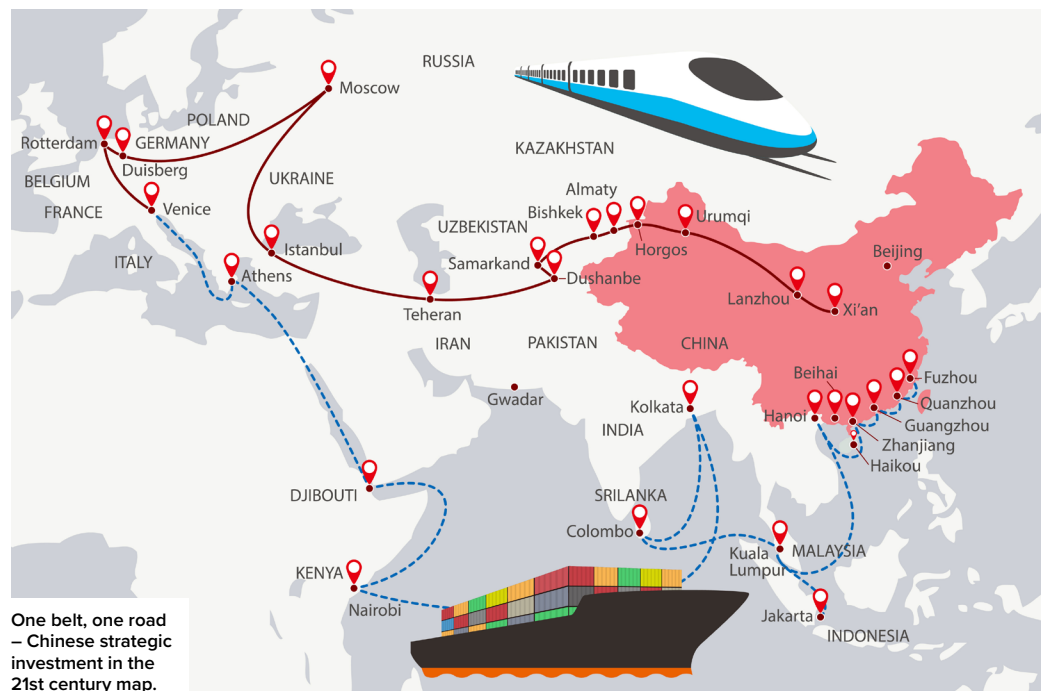 RUSSIA
Moscow
POLAND
Rotterdam
GERMANY
Duisberg
KAZAKHSTAN
BELGIUM
UKRAINE
Almaty
FRANCE
Venice
Bishkek
Urumqi
UZBEKISTAN
Horgos
Istanbul
Beijing
ITALY
Athens
Samarkand
Dushanbe
Lanzhou
Teheran
Xi'an
IRAN
PAKISTAN
CHINA
Beihai
Fuzhou
Gwadar
Kolkata
Quanzhou
Hanoi
Guangzhou
INDIA
Zhanjiang
Haikou
DJIBOUTI
SRILANKA
Colombo
Kuala
Lumpur
MALAYSIA
KENYA
Nairobi
Jakarta
INDONESIA
One belt, one road
– Chinese strategic
investment in the
21st century map.